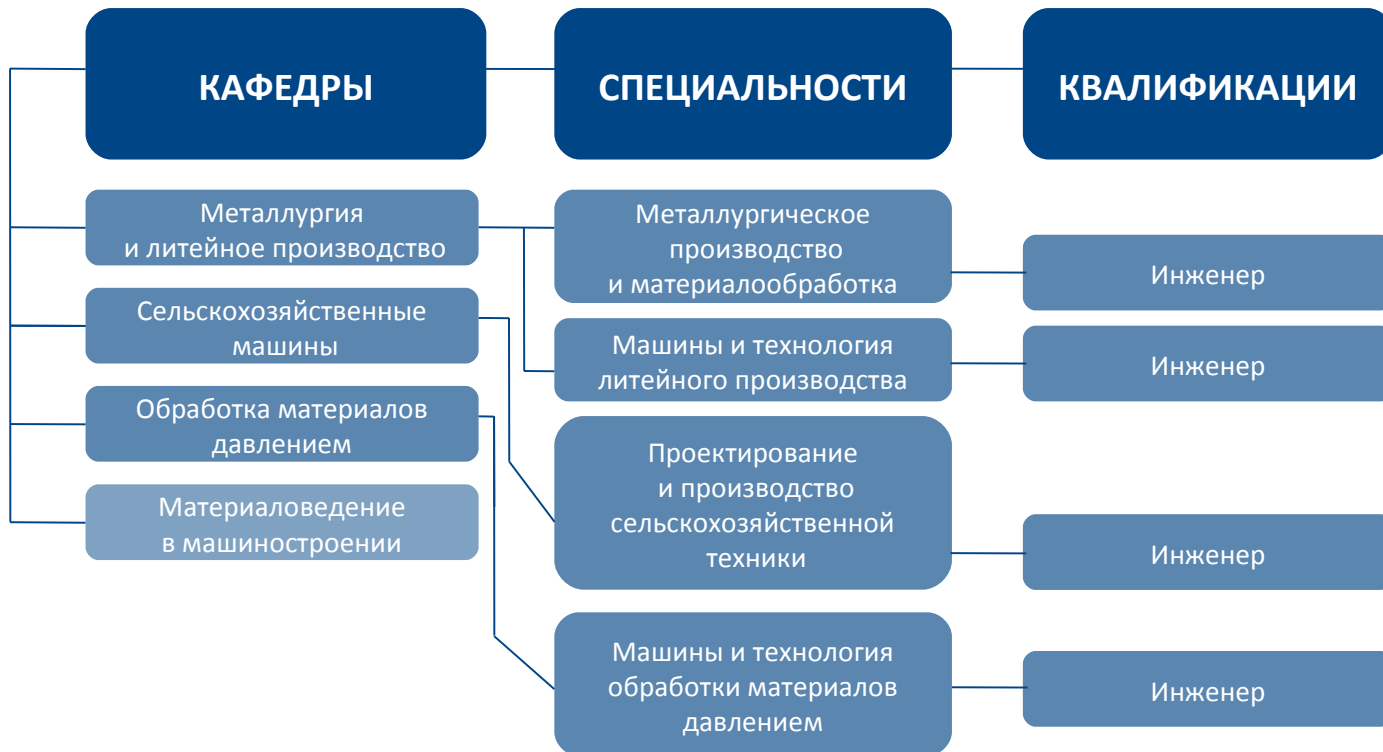 КАФЕДРЫ
СПЕЦИАЛЬНОСТИ
КВАЛИФИКАЦИИ
Металлургия
и литейное производство
Сельскохозяйственные
машины
Обработка материалов
давлением
Материаловедение
в машиностроении
Металлургическое
производство
и материалообработка
Машины и технология
литейного производства
Проектирование
и производство
сельскохозяйственной
техники
Машины и технология
обработки материалов
давлением
Инженер
Инженер
Инженер
Инженер